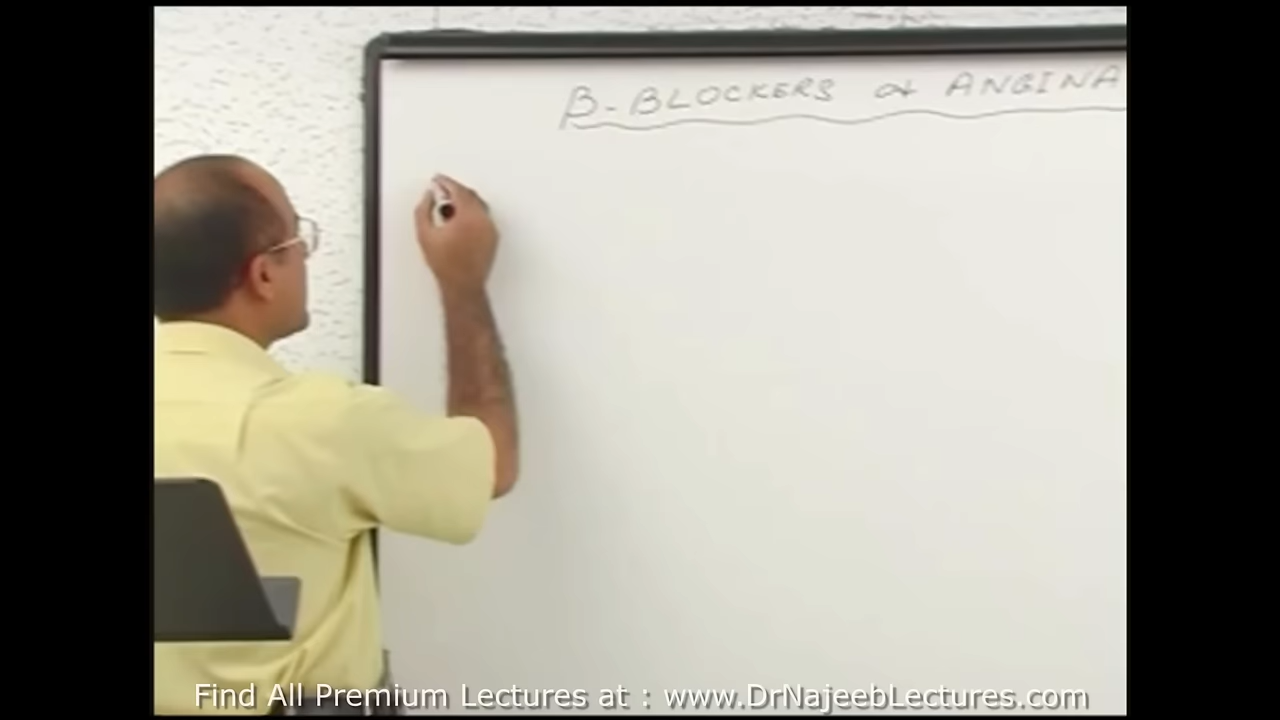 β-BLOCKERS & ANGINA
Find All Premium Lectures at : www.DrNajeebLectures.com